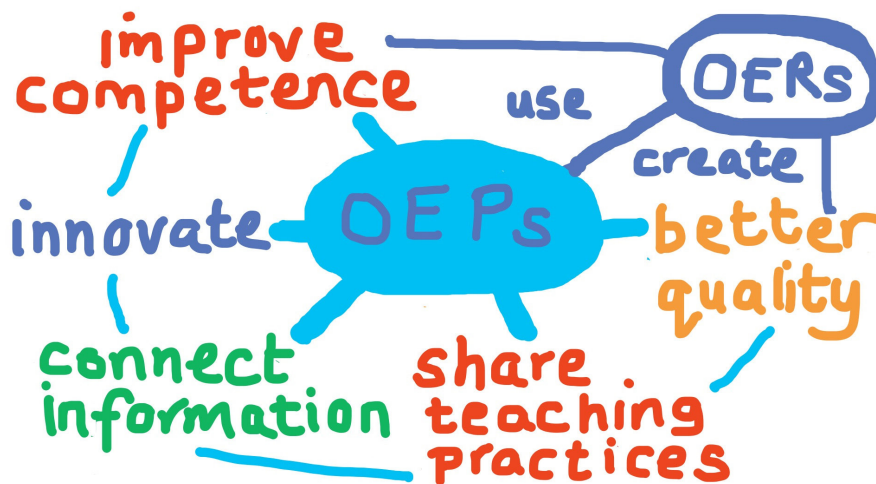 improve
competence
OERs
use
create
innovate
OEPs
better
quality
connect
information
share
teaching
practices